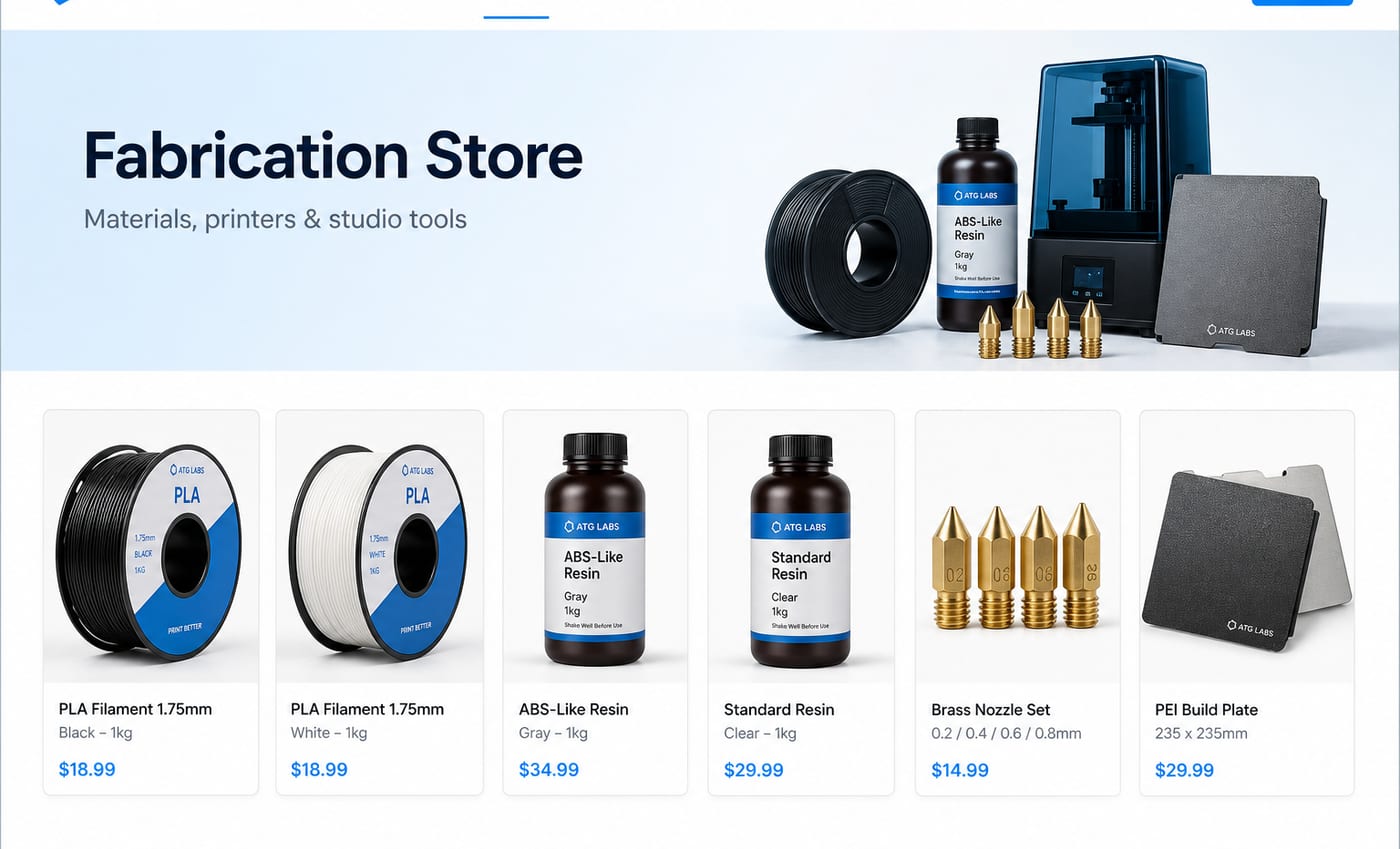 Fabrication Store
Materials, printers & studio tools
ATG LABS
ABS-Like
Resin
Gray
1kg
Shake Well Before Use
ATG LABS
ATG LABS
PLA
1.75mm
BLACK
1KG
PRINT BETTER
ATG LABS
PLA
1.75mm
WHITE
1KG
PRINT BETTER
ATG LABS
ABS-Like
Resin
Gray
1kg
Shake Well Before Use
ATG LABS
Standard
Resin
Clear
1kg
Shake Well Before Use
02
ATG LABS
PLA Filament 1.75mm
Black – 1kg
$18.99
PLA Filament 1.75mm
White – 1kg
$18.99
ABS-Like Resin
Gray – 1kg
$34.99
Standard Resin
Clear – 1kg
$29.99
Brass Nozzle Set
0.2 / 0.4 / 0.6 / 0.8mm
$14.99
PEI Build Plate
235 x 235mm
$29.99